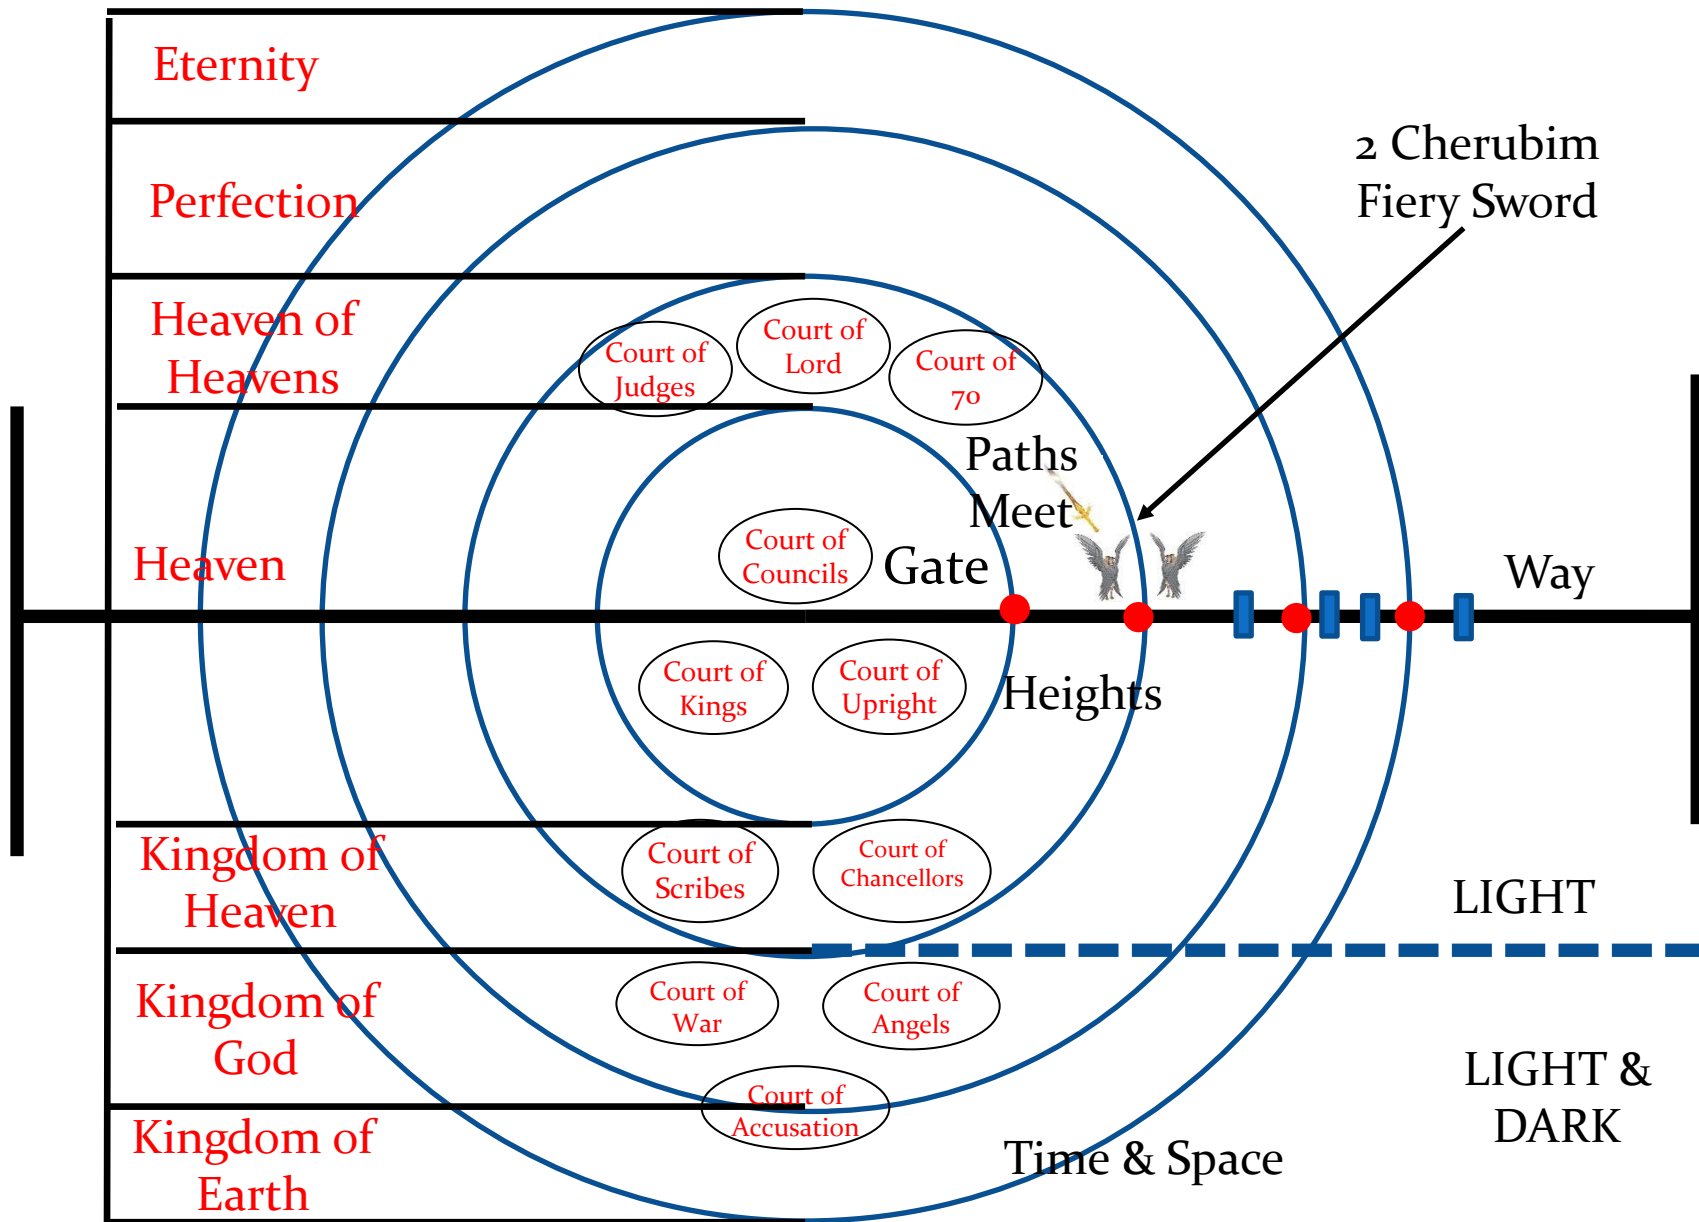 Eternity
2 Cherubim
Fiery Sword
Perfection
Heaven of
Heavens
Court of
Judges
Court of
Lord
Court of
70
Paths
Meet
Heaven
Court of
Councils
Gate
Way
Court of
Kings
Court of
Upright
Heights
Kingdom of
Heaven
Court of
Scribes
Court of
Chancellors
LIGHT
Kingdom of
God
Court of
War
Court of
Angels
LIGHT &
DARK
Court of
Accusation
Kingdom of
Earth
Time & Space